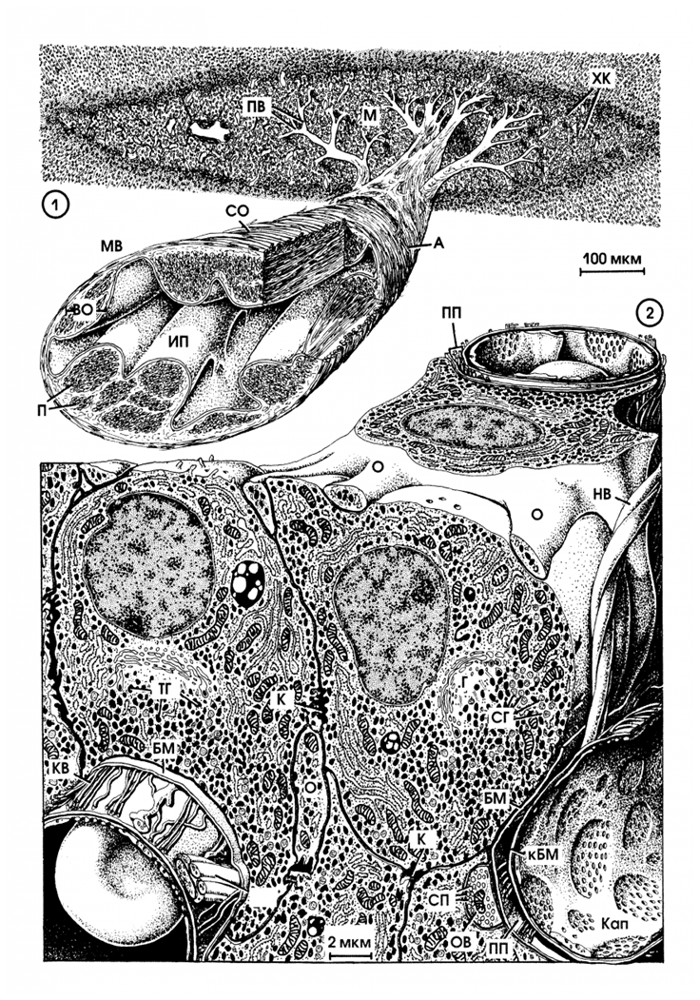 ХК
ПВ
М
1
СО
МВ
А
100 мкм
ВО
2
ИП
ПП
П
О
НВ
О
ТГ
Г
К
СГ
БМ
КВ
О
БМ
К
кБМ
СП
Кап
ОВ
ПП
2 мкм